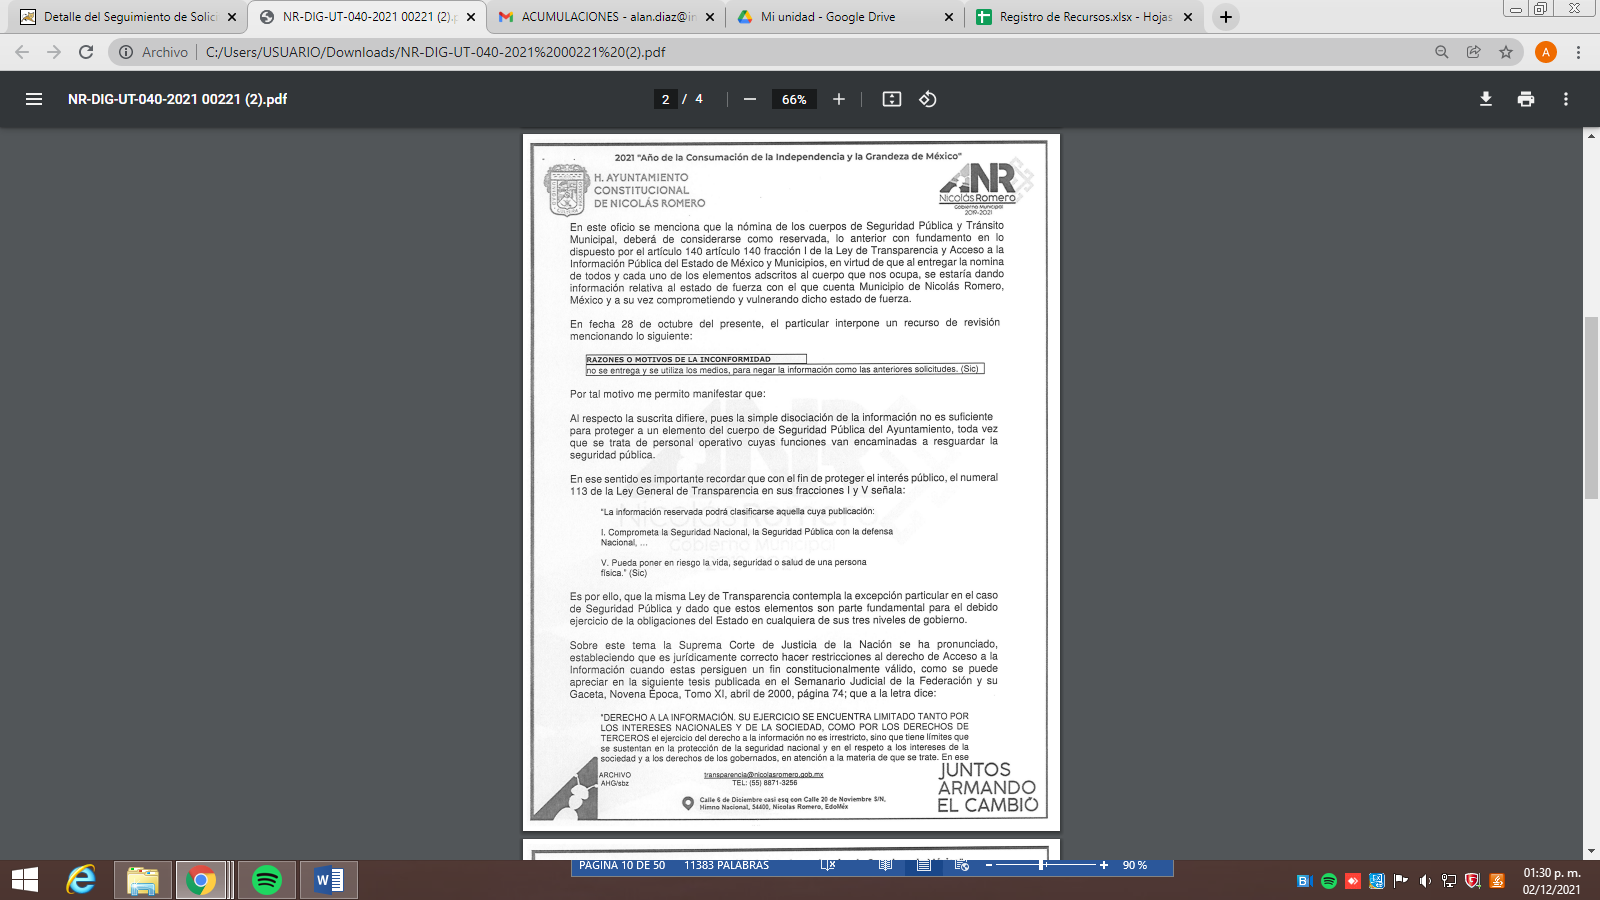 Detalle del Seguimiento de Solici
NR-DIG-UT-040-2021 00221 (2).p
ACUMULACIONES - alan.diaz@in
Mi unidad - Google Drive
Registro de Recursos.xlsx - Hojas
Archivo
C:/Users/USUARIO/Downloads/NR-DIG-UT-040-2021%2000221%20(2).pdf
A
NR-DIG-UT-040-2021 00221 (2).pdf
2 / 4
66%
2021 "Año de la Consumación de la Independencia y la Grandeza de México"
H. AYUNTAMIENTO
CONSTITUCIONAL
DE NICOLÁS ROMERO
ANR
Nicolás Romero
Gobierno Municipal
2019-2021
En este oficio se menciona que la nómina de los cuerpos de Seguridad Pública y Tránsito
Municipal, deberá de considerarse como reservada, lo anterior con fundamento en lo
dispuesto por el artículo 140 artículo 140 fracción I de la Ley de Transparencia y Acceso a la
Información Pública del Estado de México y Municipios, en virtud de que al entregar la nomina
de todos y cada uno de los elementos adscritos al cuerpo que nos ocupa, se estaría dando
información relativa al estado de fuerza con el que cuenta Municipio de Nicolás Romero,
México y a su vez comprometiendo y vulnerando dicho estado de fuerza.
En fecha 28 de octubre del presente, el particular interpone un recurso de revisión
mencionando lo siguiente:
RAZONES O MOTIVOS DE LA INCONFORMIDAD
no se entrega y se utiliza los medios, para negar la información como las anteriores solicitudes. (Sic)
Por tal motivo me permito manifestar que:
Al respecto la suscrita difiere, pues la simple disociación de la información no es suficiente
para proteger a un elemento del cuerpo de Seguridad Pública del Ayuntamiento, toda vez
que se trata de personal operativo cuyas funciones van encaminadas a resguardar la
seguridad pública.
En ese sentido es importante recordar que con el fin de proteger el interés público, el numeral
113 de la Ley General de Transparencia en sus fracciones I y V señala:
"La información reservada podrá clasificarse aquella cuya publicación:
I. Comprometa la Seguridad Nacional, la Seguridad Pública con la defensa
Nacional, ...
V. Pueda poner en riesgo la vida, seguridad o salud de una persona
física." (Sic)
Es por ello, que la misma Ley de Transparencia contempla la excepción particular en el caso
de Seguridad Pública y dado que estos elementos son parte fundamental para el debido
ejercicio de la obligaciones del Estado en cualquiera de sus tres niveles de gobierno.
Sobre este tema la Suprema Corte de Justicia de la Nación se ha pronunciado,
estableciendo que es jurídicamente correcto hacer restricciones al derecho de Acceso a la
Información cuando estas persiguen un fin constitucionalmente válido, como se puede
apreciar en la siguiente tesis publicada en el Semanario Judicial de la Federación y su
Gaceta, Novena Época, Tomo XI, abril de 2000, página 74; que a la letra dice:
"DERECHO A LA INFORMACIÓN. SU EJERCICIO SE ENCUENTRA LIMITADO TANTO POR
LOS INTERESES NACIONALES Y DE LA SOCIEDAD, COMO POR LOS DERECHOS DE
TERCEROS el ejercicio del derecho a la información no es irrestricto, sino que tiene límites que
se sustentan en la protección de la seguridad nacional y en el respeto a los intereses de la
sociedad y a los derechos de los gobernados, en atención a la materia de que se trate. En ese
ARCHIVO
AHG/sbz
transparencia@nicolasromero.gob.mx
TEL: (55) 8871-3256
Calle 6 de Diciembre casi esq con Calle 20 de Noviembre S/N,
Himno Nacional, 54400, Nicolas Romero, EdoMéx
JUNTOS
ARMANDO
EL CAMBIO
PÁGINA 10 DE 50
11383 PALABRAS
90 %
01:30 p. m.
02/12/2021